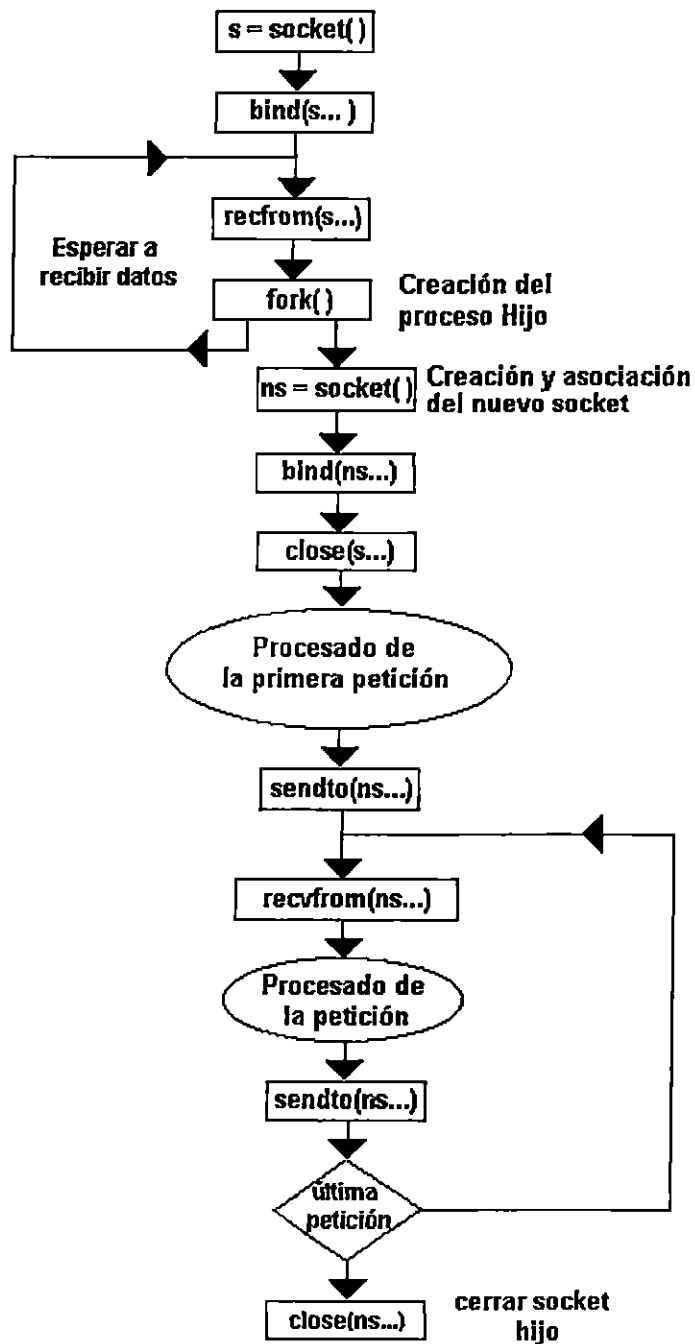 s = socket( )
bind(s... )
recfrom(s...)
Esperar a
recibir datos
fork( )
Creación del
proceso Hijo
ns = socket( )
Creación y asociación
del nuevo socket
bind(ns...)
close(s...)
Procesado de
la primera petición
sendto(ns...)
recvfrom(ns...)
Procesado de
la petición
sendto(ns...)
última
petición
close(ns...)
cerrar socket
hijo